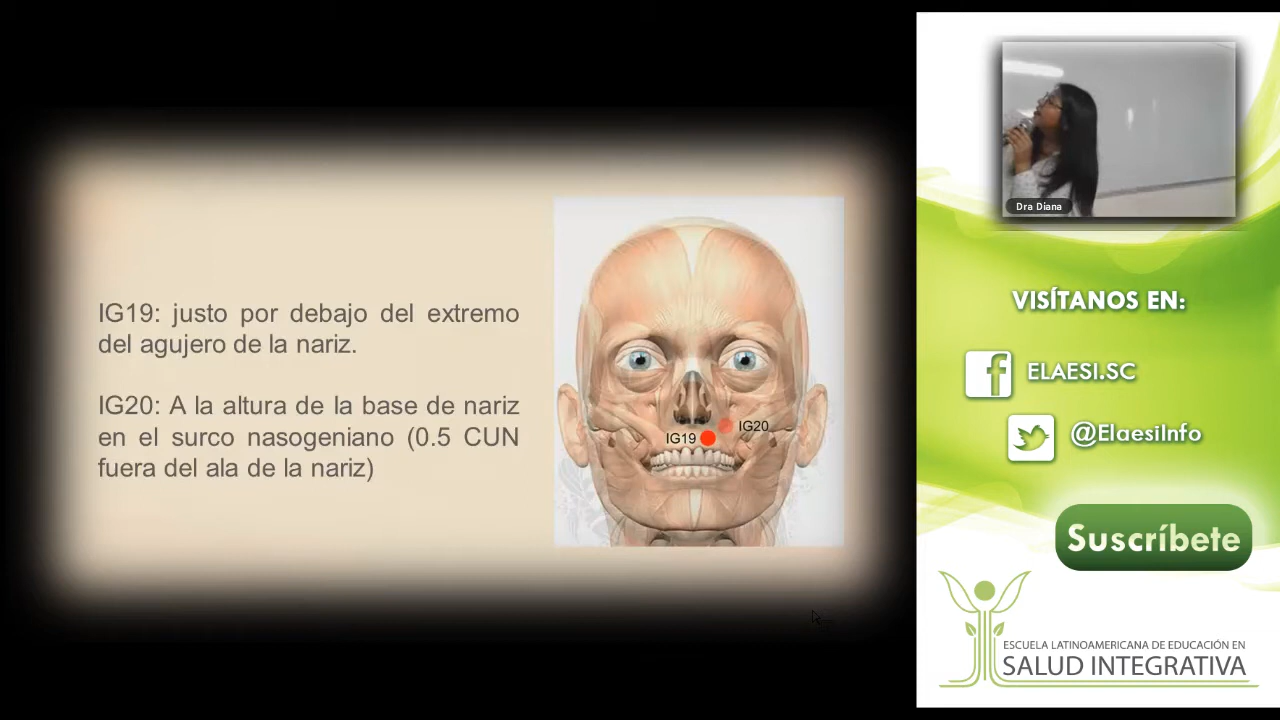 IG19: justo por debajo del extremo
del agujero de la nariz.
IG20: A la altura de la base de nariz
en el surco nasogeniano (0.5 CUN
fuera del ala de la nariz)
IG19
IG20
Dra Diana
VISÍTANOS EN:
ELAESI.SC
@ElaesiInfo
Suscríbete
ESCUELA LATINOAMERICANA DE EDUCACIÓN EN
SALUD INTEGRATIVA